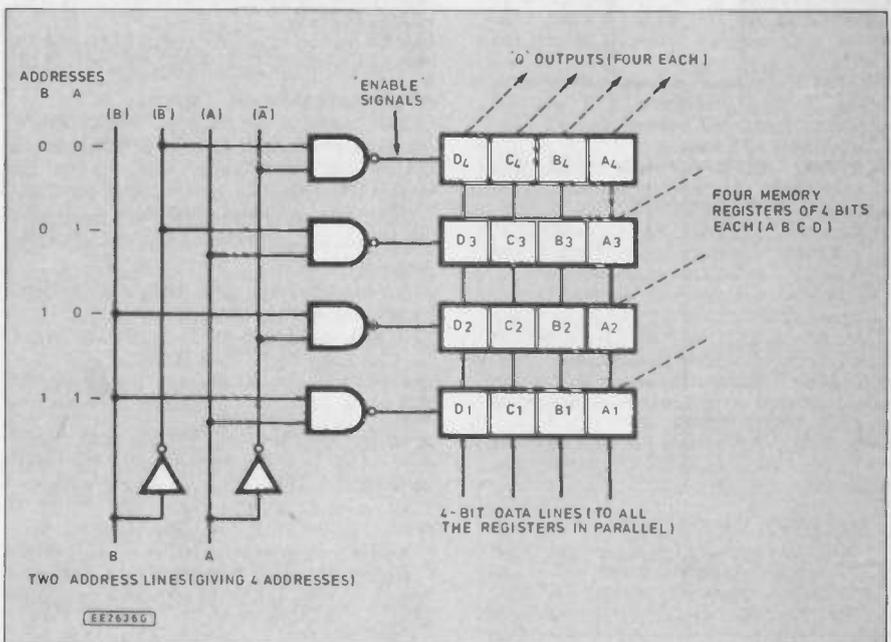 'Q' OUTPUTS (FOUR EACH)
ADDRESSES
B A
'ENABLE'
SIGNALS
(B) (B̅) (A) (A̅)
0 0 –
D4 C4 B4 A4
FOUR MEMORY
REGISTERS OF 4 BITS
EACH (A B C D)
0 1 –
D3 C3 B3 A3
1 0 –
D2 C2 B2 A2
1 1 –
D1 C1 B1 A1
4-BIT DATA LINES (TO ALL
THE REGISTERS IN PARALLEL)
B A
TWO ADDRESS LINES (GIVING 4 ADDRESSES)
EE2636G